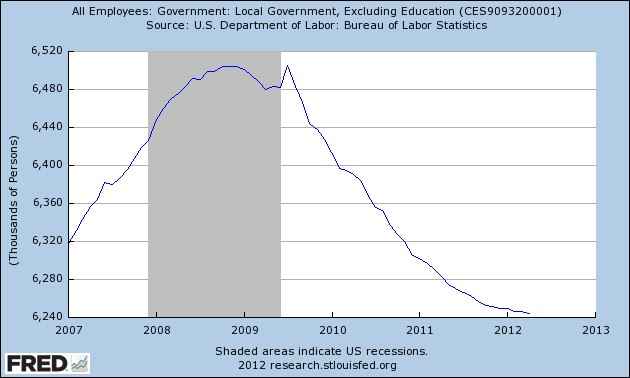 All Employees: Government: Local Government, Excluding Education (CES9093200001)
Source: U.S. Department of Labor: Bureau of Labor Statistics
(Thousands of Persons)
6,520
6,480
6,440
6,400
6,360
6,320
6,280
6,240
2007 2008 2009 2010 2011 2012 2013
Shaded areas indicate US recessions.
2012 research.stlouisfed.org
FRED